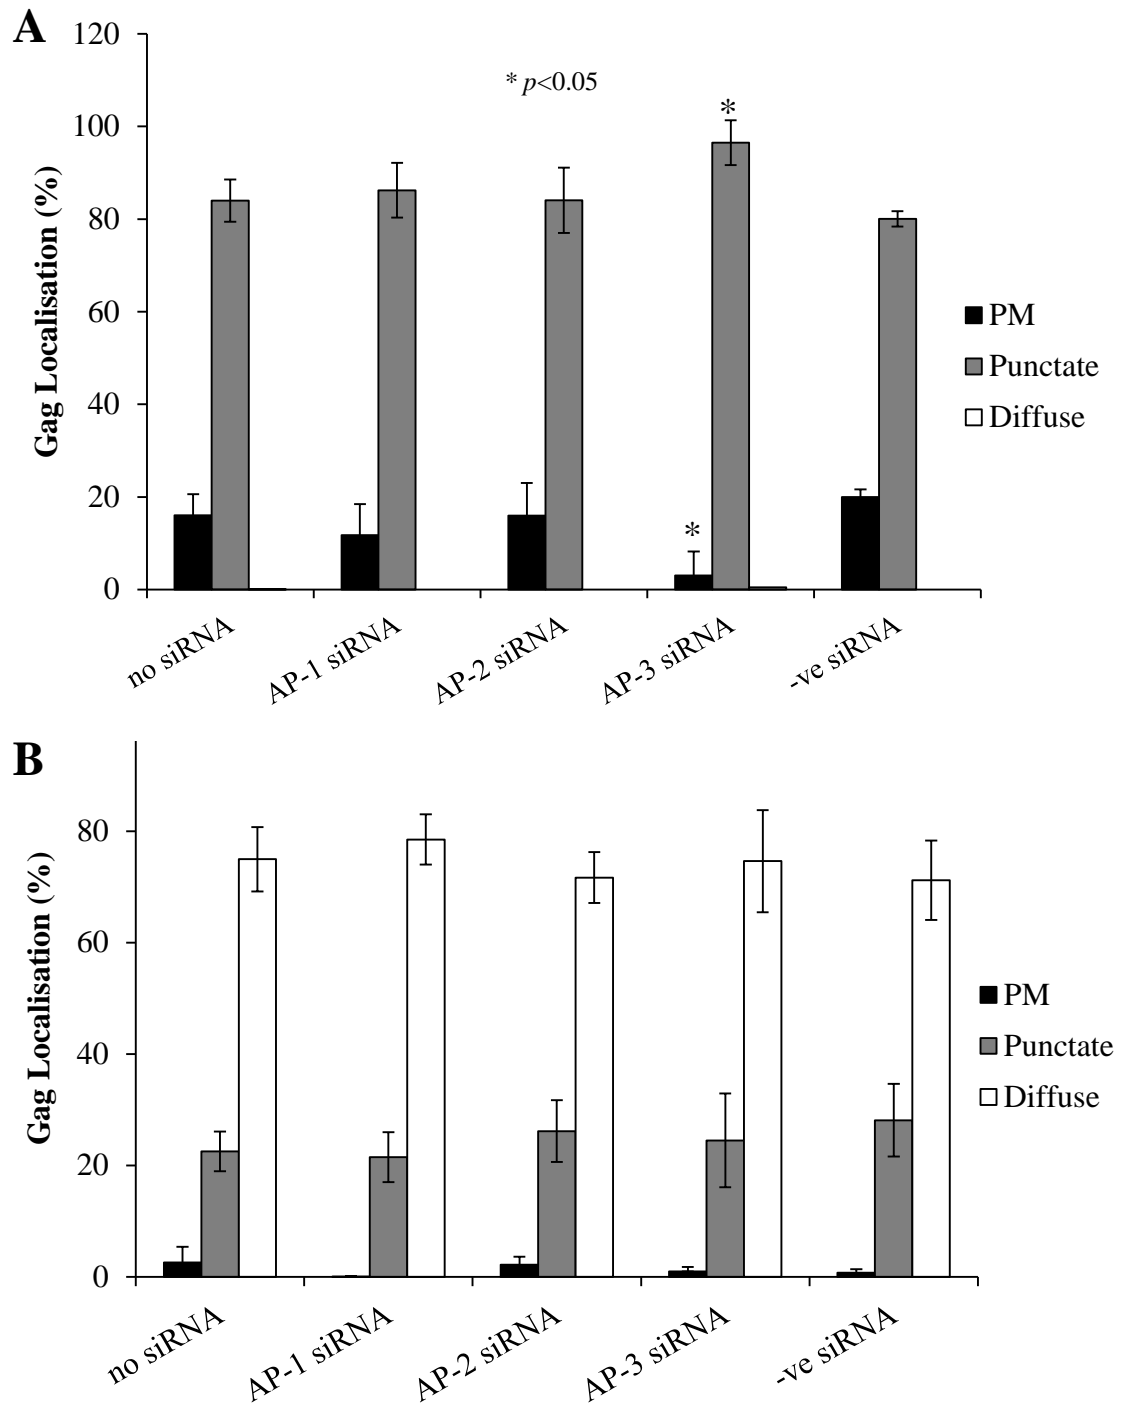 A
120
100
80
60
40
20
0
Gag Localisation (%)
* p<0.05
*
*
PM
Punctate
Diffuse
no siRNA
AP-1 siRNA
AP-2 siRNA
AP-3 siRNA
-ve siRNA
B
80
60
40
20
0
Gag Localisation (%)
PM
Punctate
Diffuse
no siRNA
AP-1 siRNA
AP-2 siRNA
AP-3 siRNA
-ve siRNA